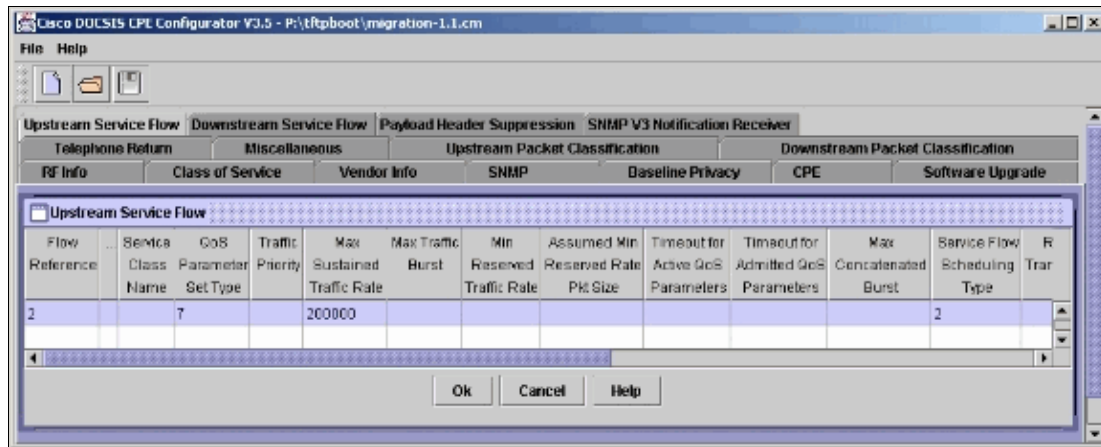 Cisco DOCSIS CPE Configurator V3.5 - P:\tftpboot\migration-1.1.cm
File Help
Upstream Service Flow Downstream Service Flow Payload Header Suppression SNMP V3 Notification Receiver
Telephone Return Miscellaneous Upstream Packet Classification Downstream Packet Classification
RF Info Class of Service Vendor Info SNMP Baseline Privacy CPE Software Upgrade
Upstream Service Flow
Flow ... Service QoS Traffic Max Max Traffic Min Assumed Min Timeout for Timeout for Max Service Flow R
Reference Class Parameter Priority Sustained Burst Reserved Reserved Rate Active QoS Admitted QoS Concatenated Scheduling Trar
Name Set Type Traffic Rate Traffic Rate Pkt Size Parameters Parameters Burst Type
2 7 200000 2
Ok Cancel Help